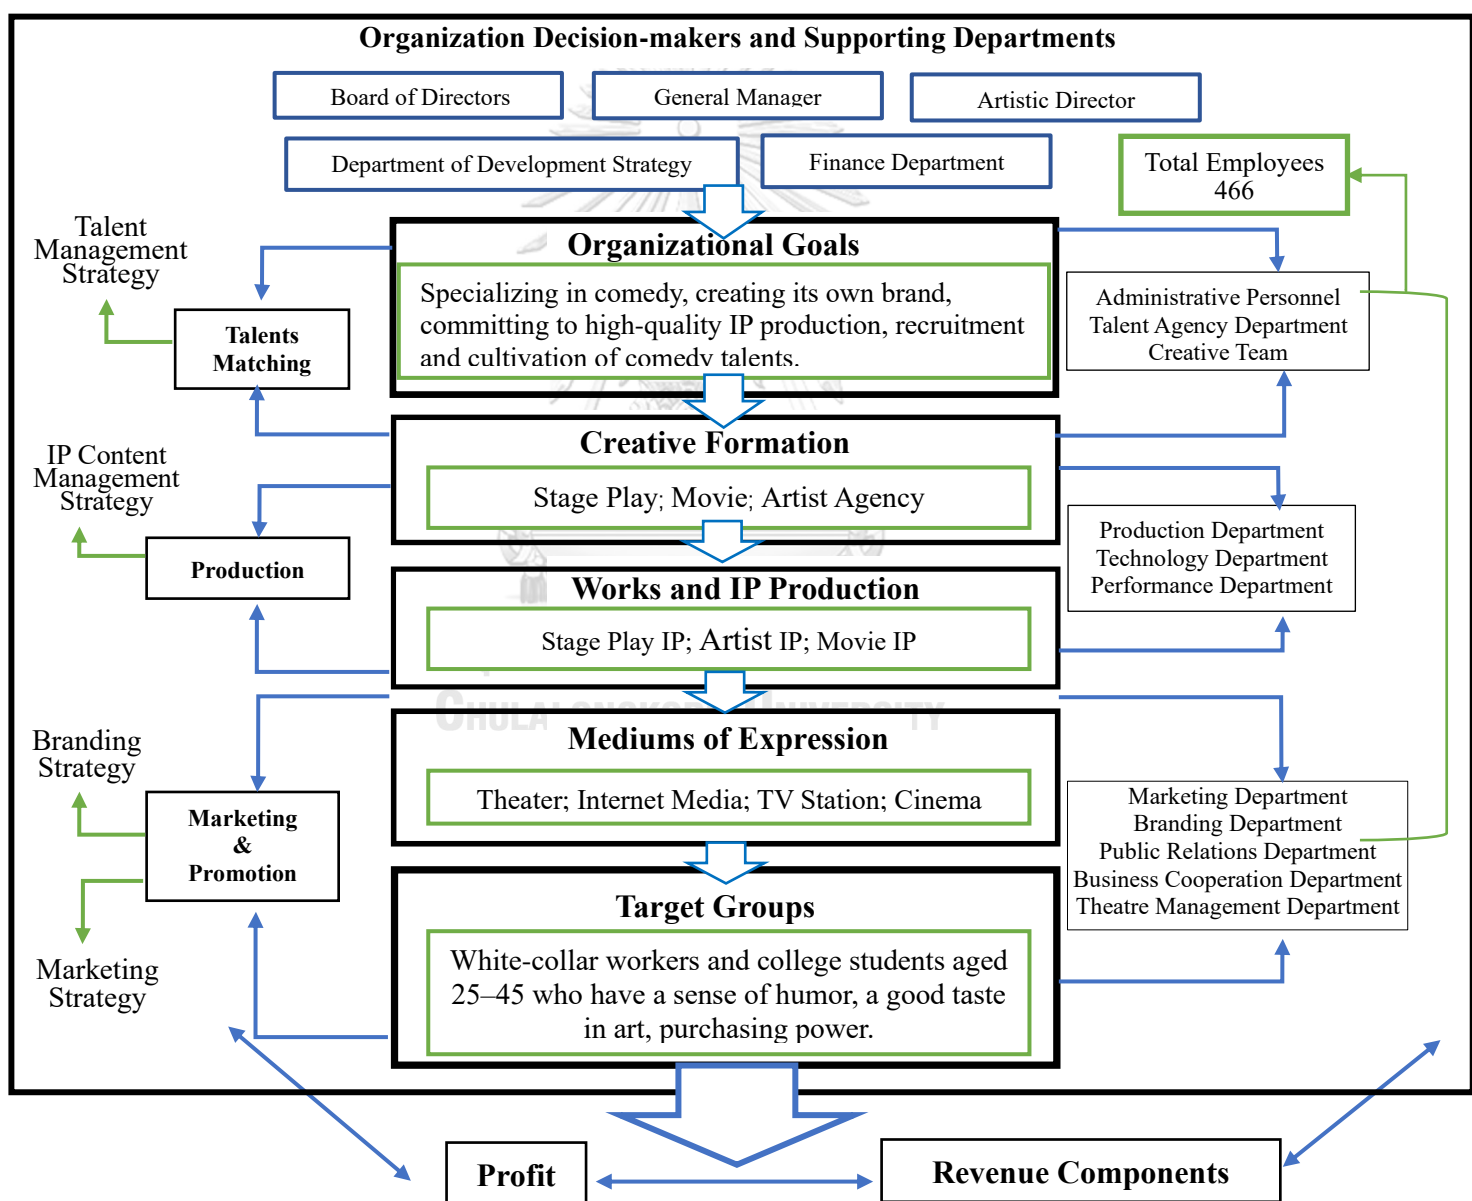 Organization Decision-makers and Supporting Departments
Board of Directors
General Manager
Artistic Director
Department of Development Strategy
Finance Department
Total Employees
466
Talent
Management
Strategy
Organizational Goals
Specializing in comedy, creating its own brand,
committing to high-quality IP production, recruitment
and cultivation of comedy talents.
Administrative Personnel
Talent Agency Department
Creative Team
Talents
Matching
Creative Formation
Stage Play; Movie; Artist Agency
IP Content
Management
Strategy
Production
Production Department
Technology Department
Performance Department
Works and IP Production
Stage Play IP; Artist IP; Movie IP
Mediums of Expression
Theater; Internet Media; TV Station; Cinema
Branding
Strategy
Marketing
&
Promotion
Marketing
Strategy
Marketing Department
Branding Department
Public Relations Department
Business Cooperation Department
Theatre Management Department
Target Groups
White-collar workers and college students aged
25–45 who have a sense of humor, a good taste
in art, purchasing power.
Profit
Revenue Components